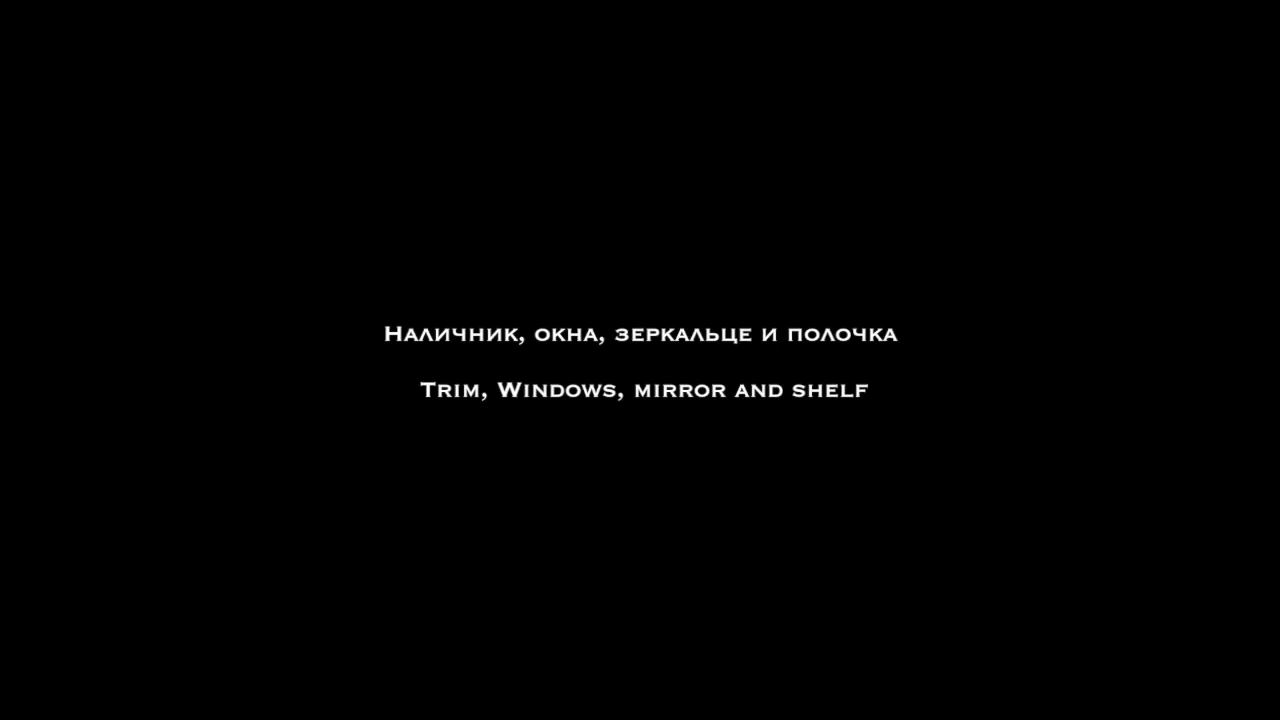 Наличник, окна, зеркальце и полочка
Trim, Windows, mirror and shelf